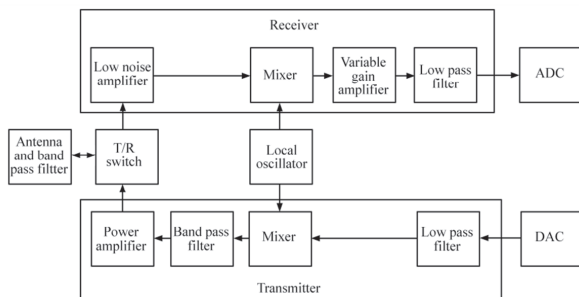 Receiver
Low noise
amplifier
Mixer
Variable
gain
amplifier
Low pass
filter
ADC
Antenna
and band
pass filtter
T/R
switch
Local
oscillator
Power
amplifier
Band pass
filter
Mixer
Low pass
filter
DAC
Transmitter